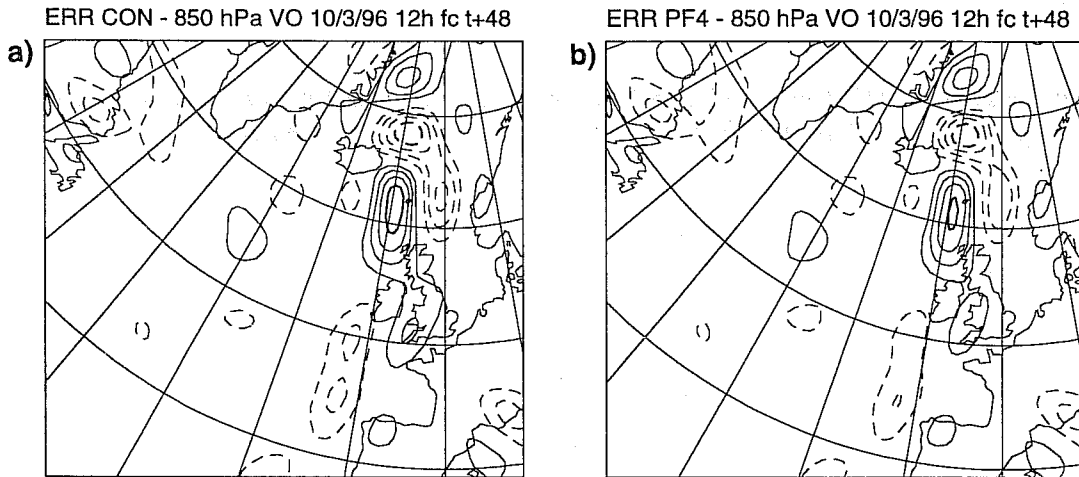 ERR CON - 850 hPa VO 10/3/96 12h fc t+48
ERR PF4 - 850 hPa VO 10/3/96 12h fc t+48
a)
b)